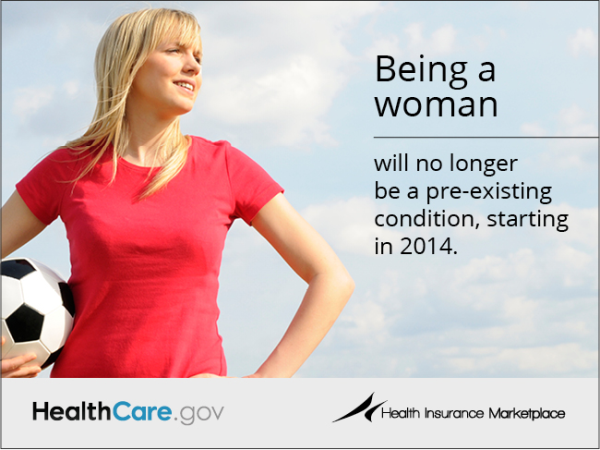 Being a
woman
will no longer
be a pre-existing
condition, starting
in 2014.
HealthCare.gov
Health Insurance Marketplace